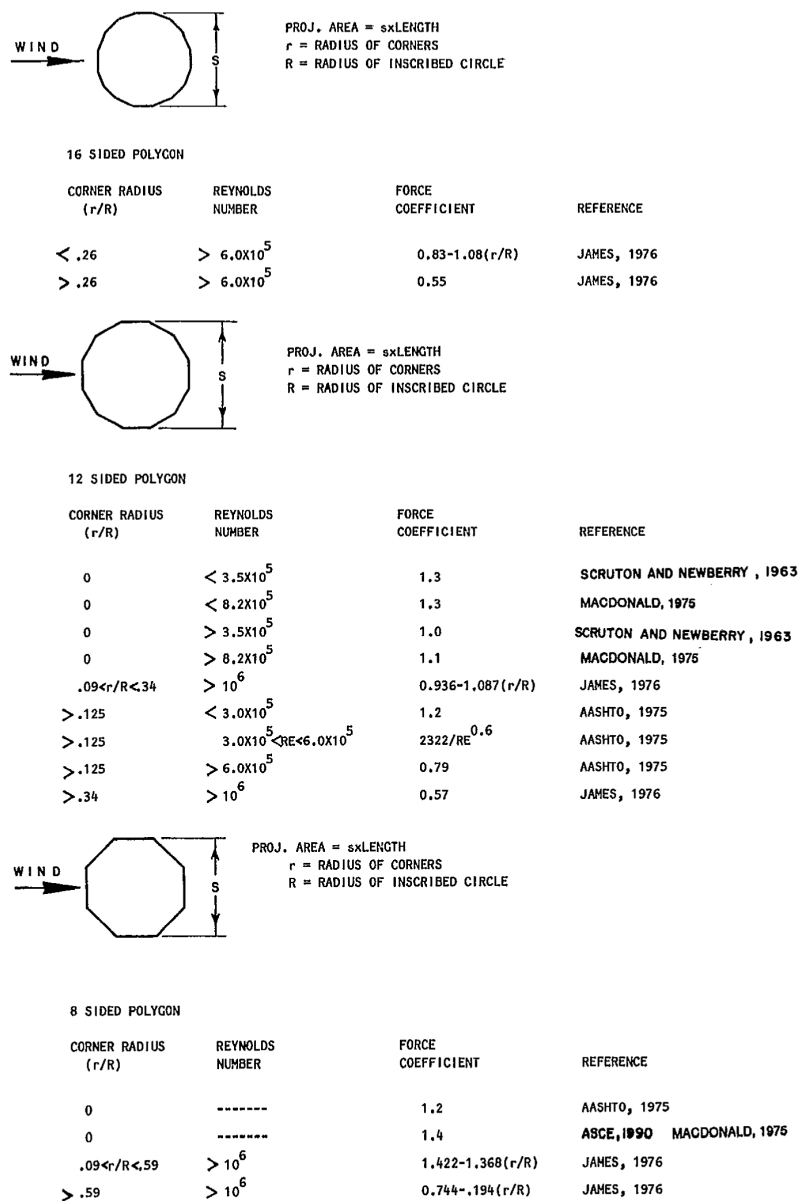 PROJ. AREA = sxLENGTH
r = RADIUS OF CORNERS
R = RADIUS OF INSCRIBED CIRCLE
WIND
S
16 SIDED POLYGON
CORNER RADIUS (r/R) REYNOLDS NUMBER FORCE COEFFICIENT REFERENCE
< .26 > 6.0X10^5 0.83-1.08(r/R) JAMES, 1976
> .26 > 6.0X10^5 0.55 JAMES, 1976
PROJ. AREA = sxLENGTH
r = RADIUS OF CORNERS
R = RADIUS OF INSCRIBED CIRCLE
WIND
S
12 SIDED POLYGON
CORNER RADIUS (r/R) REYNOLDS NUMBER FORCE COEFFICIENT REFERENCE
0 < 3.5X10^5 1.3 SCRUTON AND NEWBERRY, 1963
0 < 8.2X10^5 1.3 MACDONALD, 1975
0 > 3.5X10^5 1.0 SCRUTON AND NEWBERRY, 1963
0 > 8.2X10^5 1.1 MACDONALD, 1975
.09<r/R<.34 > 10^6 0.936-1.087(r/R) JAMES, 1976
> .125 < 3.0X10^5 1.2 AASHTO, 1975
> .125 3.0X10^5<RE<6.0X10^5 2322/RE^0.6 AASHTO, 1975
> .125 > 6.0X10^5 0.79 AASHTO, 1975
> .34 > 10^6 0.57 JAMES, 1976
PROJ. AREA = sxLENGTH
r = RADIUS OF CORNERS
R = RADIUS OF INSCRIBED CIRCLE
WIND
S
8 SIDED POLYGON
CORNER RADIUS (r/R) REYNOLDS NUMBER FORCE COEFFICIENT REFERENCE
0 ------- 1.2 AASHTO, 1975
0 ------- 1.4 ASCE, 1990 MACDONALD, 1975
.09<r/R<.59 > 10^6 1.422-1.368(r/R) JAMES, 1976
> .59 > 10^6 0.744-.194(r/R) JAMES, 1976